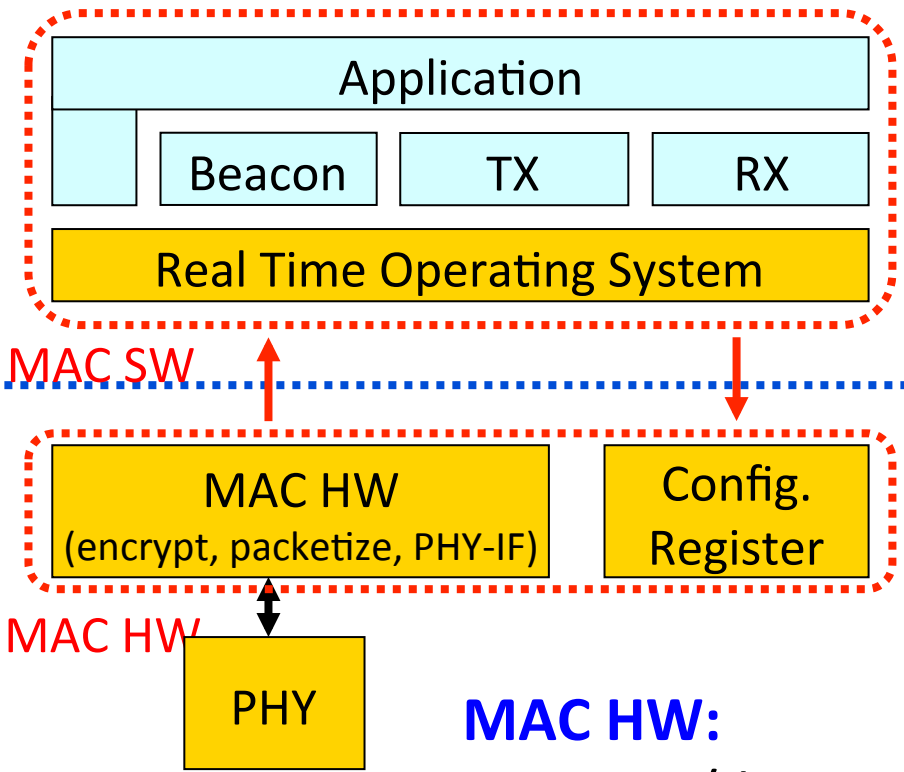 Application
Beacon
TX
RX
Real Time Operating System
MAC SW
MAC HW
(encrypt, packetize, PHY-IF)
Config.
Register
MAC HW
PHY
MAC HW: